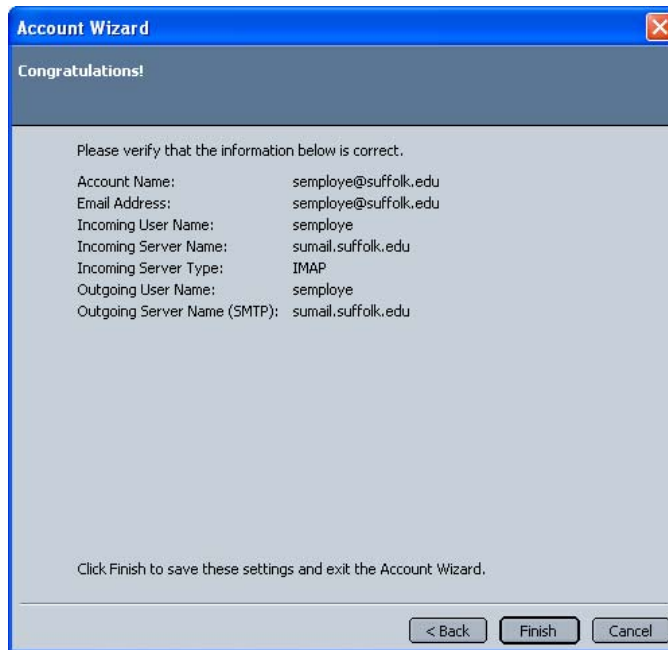 Account Wizard
Congratulations!
Please verify that the information below is correct.
Account Name: semploye@suffolk.edu
Email Address: semploye@suffolk.edu
Incoming User Name: semploye
Incoming Server Name: sumail.suffolk.edu
Incoming Server Type: IMAP
Outgoing User Name: semploye
Outgoing Server Name (SMTP): sumail.suffolk.edu
Click Finish to save these settings and exit the Account Wizard.
< Back Finish Cancel